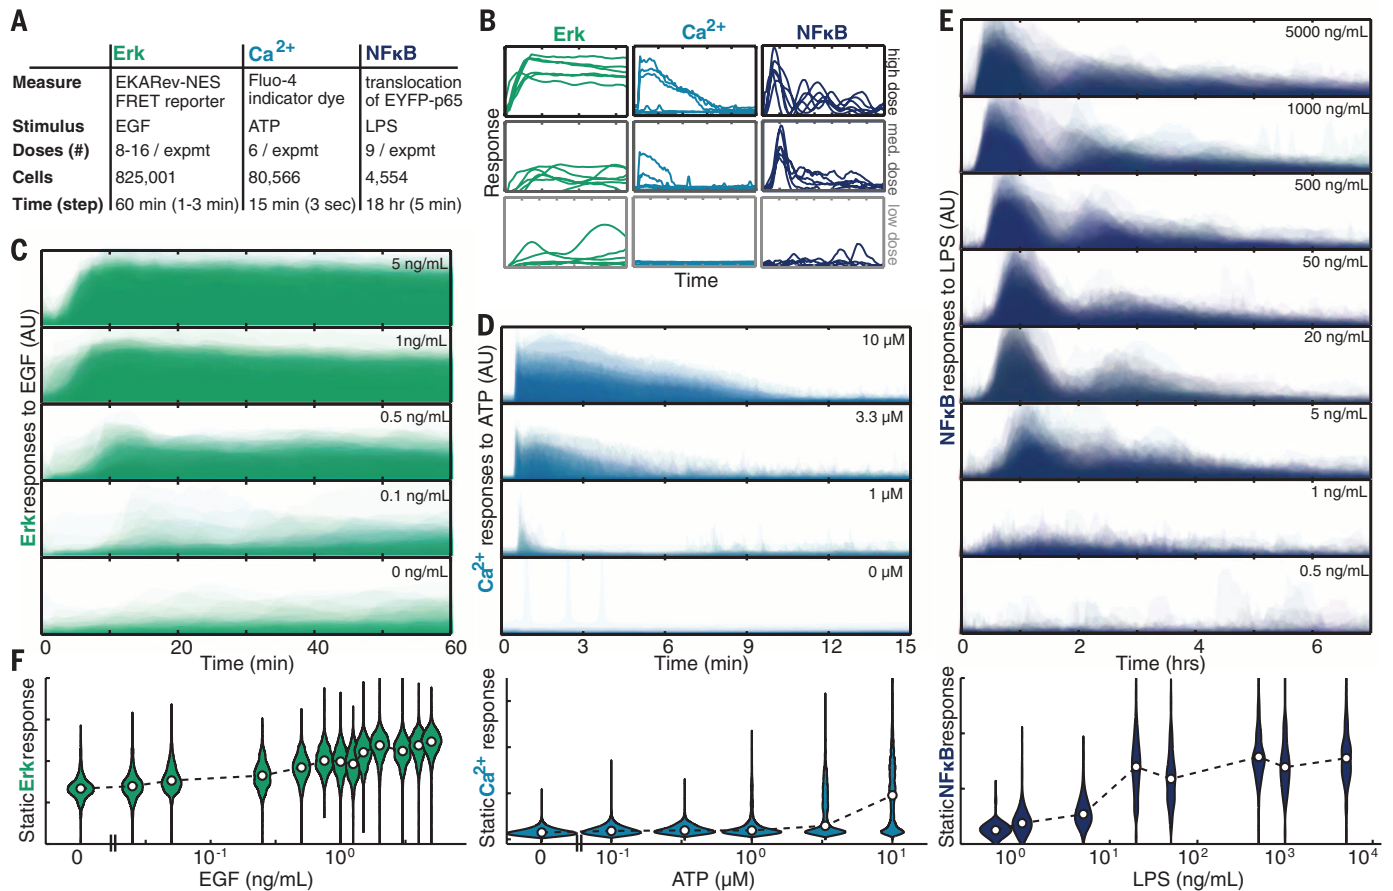 A
Erk Ca2+ NFκB
Measure EKARev-NES FRET reporter Fluo-4 indicator dye translocation of EYFP-p65
Stimulus EGF ATP LPS
Doses (#) 8-16 / expmt 6 / expmt 9 / expmt
Cells 825,001 80,566 4,554
Time (step) 60 min (1-3 min) 15 min (3 sec) 18 hr (5 min)
B
Erk Ca2+ NFκB
Response
high dose
med. dose
low dose
Time
C
Erk responses to EGF (AU)
5 ng/mL
1ng/mL
0.5 ng/mL
0.1 ng/mL
0 ng/mL
0 20 40 60
Time (min)
D
Ca2+ responses to ATP (AU)
10 µM
3.3 µM
1 µM
0 µM
0 3 6 9 12 15
Time (min)
E
NFκB responses to LPS (AU)
5000 ng/mL
1000 ng/mL
500 ng/mL
50 ng/mL
20 ng/mL
5 ng/mL
1 ng/mL
0.5 ng/mL
0 2 4 6
Time (hrs)
F
Static Erk response
0 10-1 100
EGF (ng/mL)
Static Ca2+ response
0 10-1 100 101
ATP (µM)
Static NFκB response
100 101 102 103 104
LPS (ng/mL)